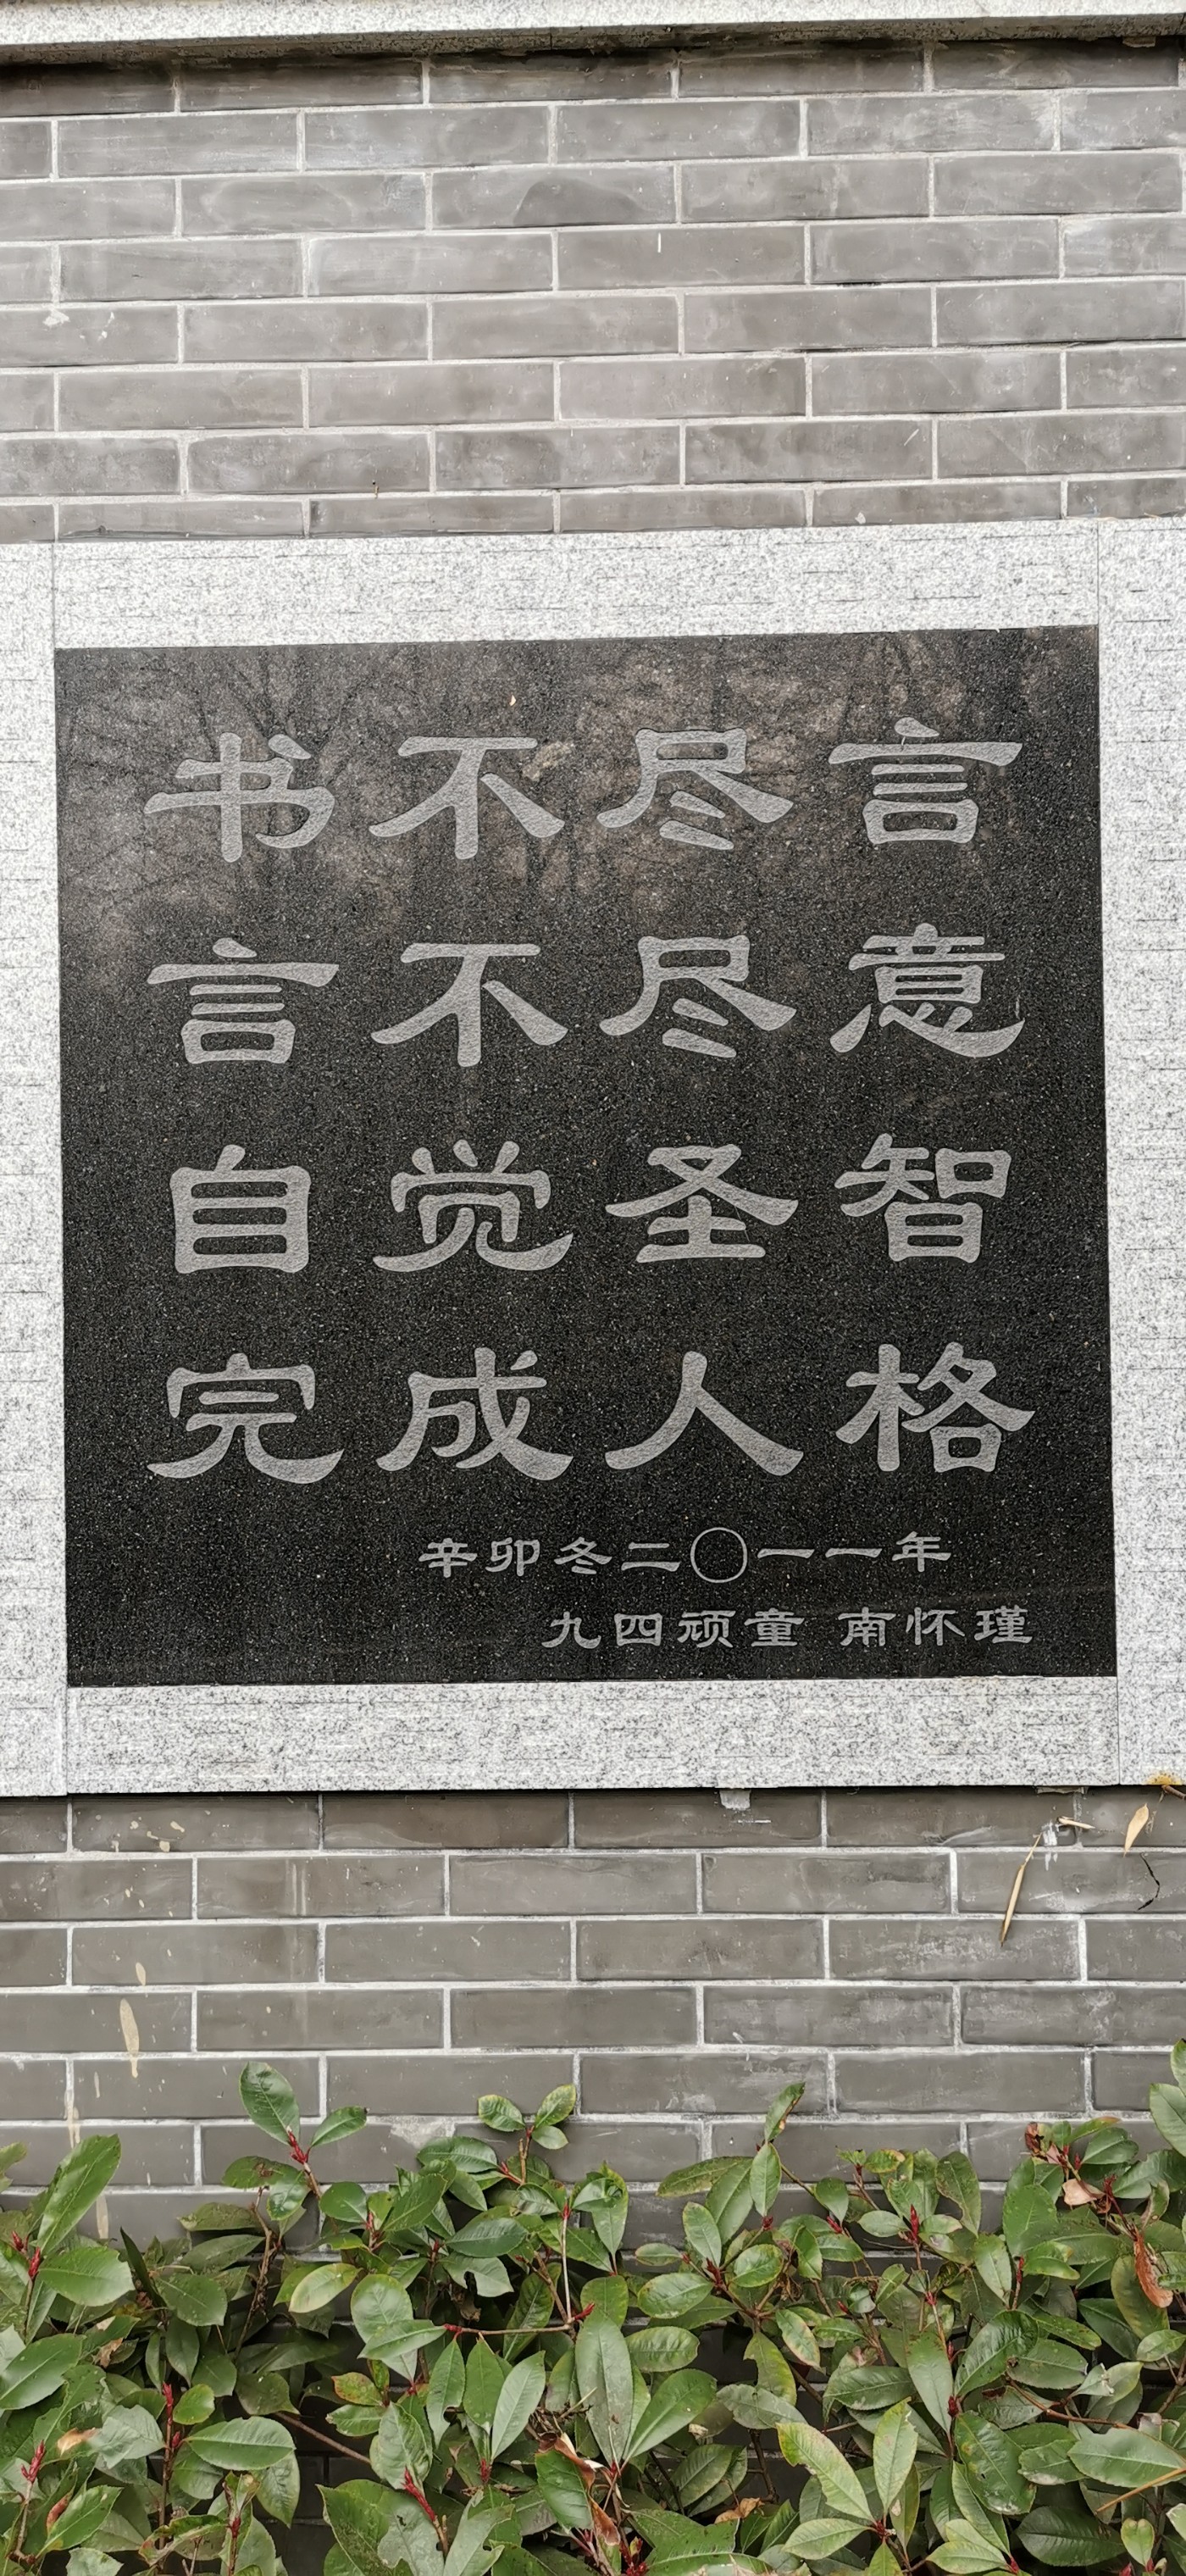 书不尽言
言不尽意
自觉圣智
完成人格
辛卯冬二〇一一年
九四顽童 南怀瑾